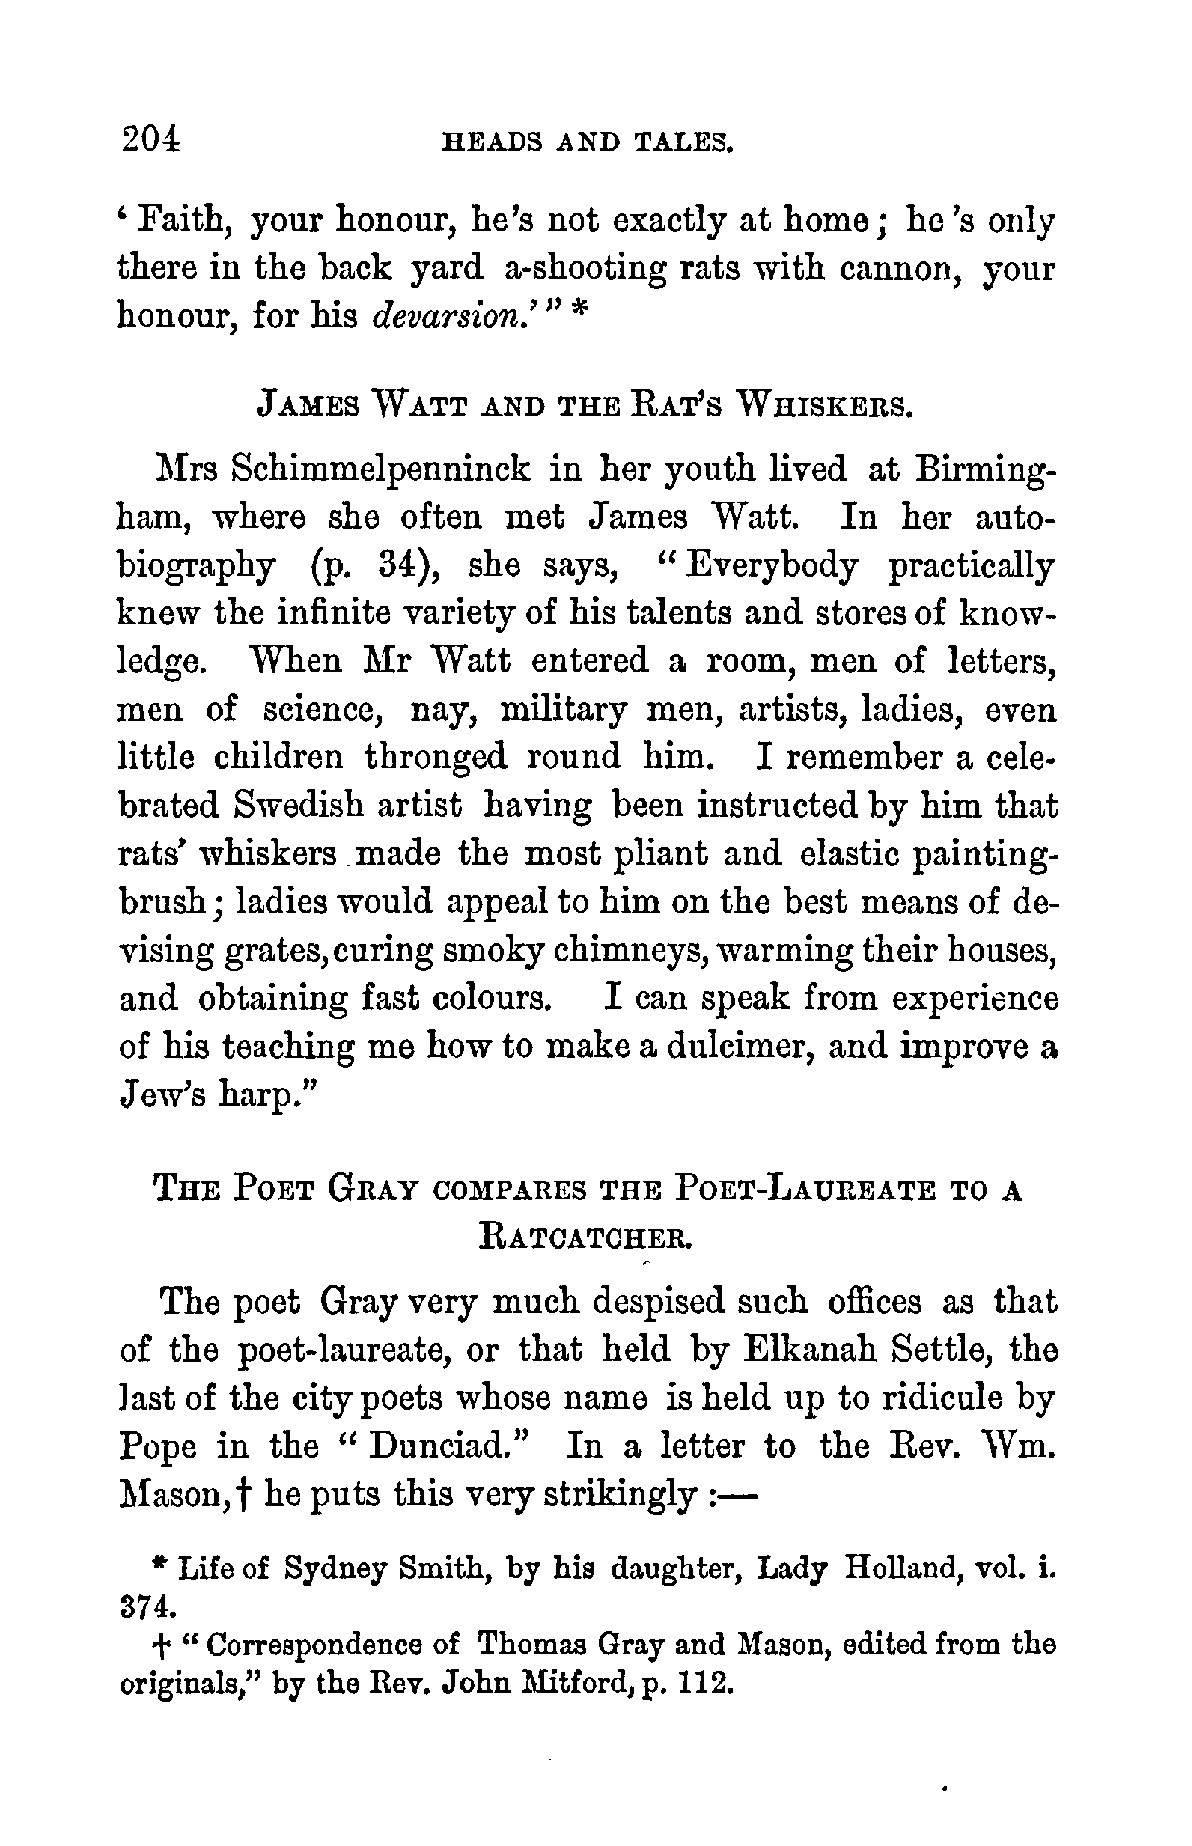 204 HEADS AND TALES.
‘ Faith, your honour, he’s not exactly at home; he ’s only
there in the back yard a-shooting rats with cannon, your
honour, for his devarsion.’ ” *
James Watt and the Rat’s Whiskers.
Mrs Schimmelpenninck in her youth lived at Birming-
ham, where she often met James Watt. In her auto-
biography (p. 34), she says, “ Everybody practically
knew the infinite variety of his talents and stores of know-
ledge. When Mr Watt entered a room, men of letters,
men of science, nay, military men, artists, ladies, even
little children thronged round him. I remember a cele-
brated Swedish artist having been instructed by him that
rats’ whiskers made the most pliant and elastic painting-
brush; ladies would appeal to him on the best means of de-
vising grates, curing smoky chimneys, warming their houses,
and obtaining fast colours. I can speak from experience
of his teaching me how to make a dulcimer, and improve a
Jew’s harp.”
The Poet Gray compares the Poet-Laureate to a
Ratcatcher.
The poet Gray very much despised such offices as that
of the poet-laureate, or that held by Elkanah Settle, the
last of the city poets whose name is held up to ridicule by
Pope in the “ Dunciad.” In a letter to the Rev. Wm.
Mason,† he puts this very strikingly :—
* Life of Sydney Smith, by his daughter, Lady Holland, vol. i.
374.
† “ Correspondence of Thomas Gray and Mason, edited from the
originals,” by the Rev. John Mitford, p. 112.